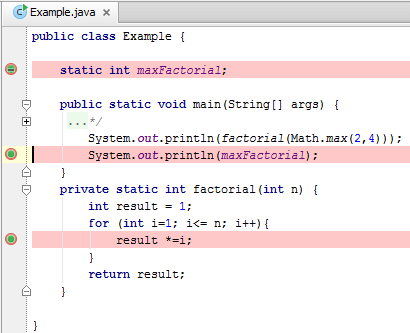 Example.java
public class Example {
static int maxFactorial;
public static void main(String[] args) {
...*/
System.out.println(factorial(Math.max(2,4)));
System.out.println(maxFactorial);
}
private static int factorial(int n) {
int result = 1;
for (int i=1; i<= n; i++){
result *=i;
}
return result;
}
}